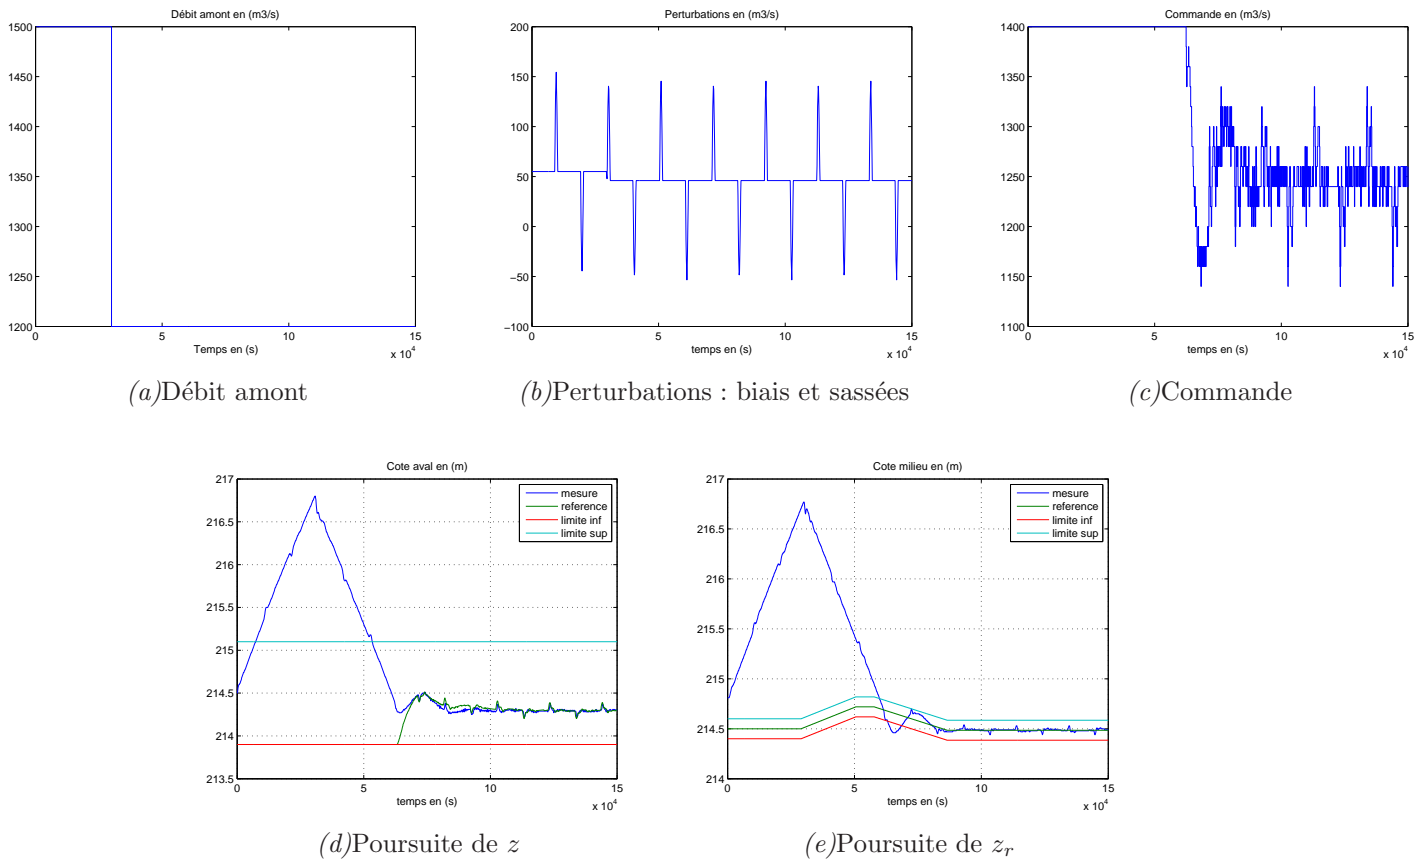 Débit amont en (m3/s)
1500
1450
1400
1350
1300
1250
1200
0
5
10
15
Temps en (s)
x 10^4
(a)Débit amont
Perturbations en (m3/s)
200
150
100
50
0
−50
−100
0
5
10
15
temps en (s)
x 10^4
(b)Perturbations : biais et sassées
Commande en (m3/s)
1400
1350
1300
1250
1200
1150
1100
0
5
10
15
temps en (s)
x 10^4
(c)Commande
Cote aval en (m)
217
216.5
216
215.5
215
214.5
214
213.5
mesure
reference
limite inf
limite sup
0
5
10
15
temps en (s)
x 10^4
(d)Poursuite de z
Cote milieu en (m)
217
216.5
216
215.5
215
214.5
214
mesure
reference
limite inf
limite sup
0
5
10
15
temps en (s)
x 10^4
(e)Poursuite de z_r